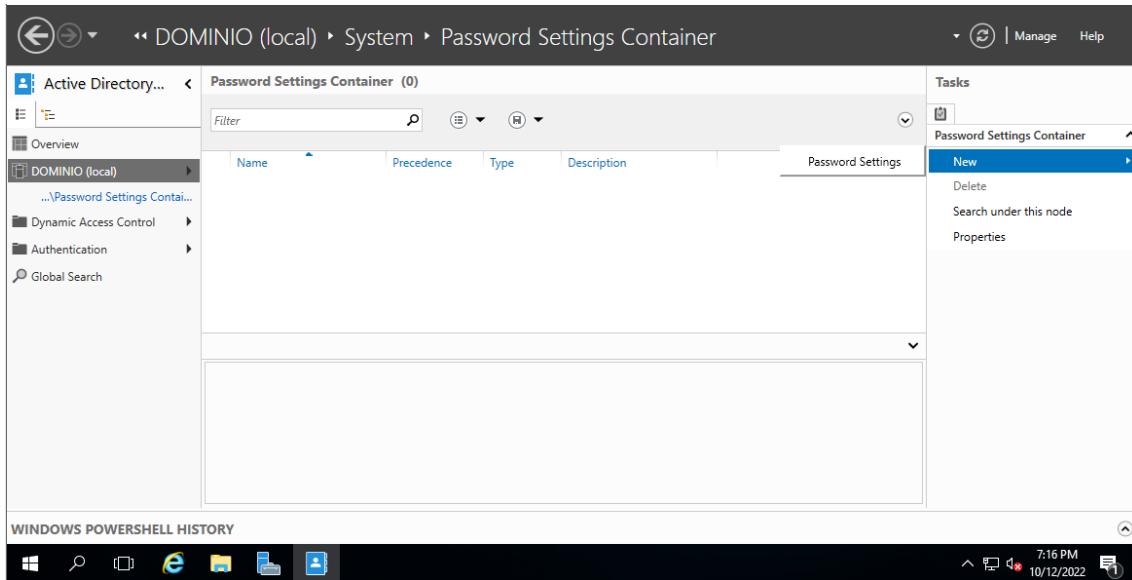 DOMINIO (local) ‣ System ‣ Password Settings Container
Manage Help
Active Directory...
Overview
DOMINIO (local)
...\Password Settings Contai...
Dynamic Access Control
Authentication
Global Search
Password Settings Container (0)
Filter
Name Precedence Type Description
Password Settings
Tasks
Password Settings Container
New
Delete
Search under this node
Properties
WINDOWS POWERSHELL HISTORY
7:16 PM
10/12/2022
1